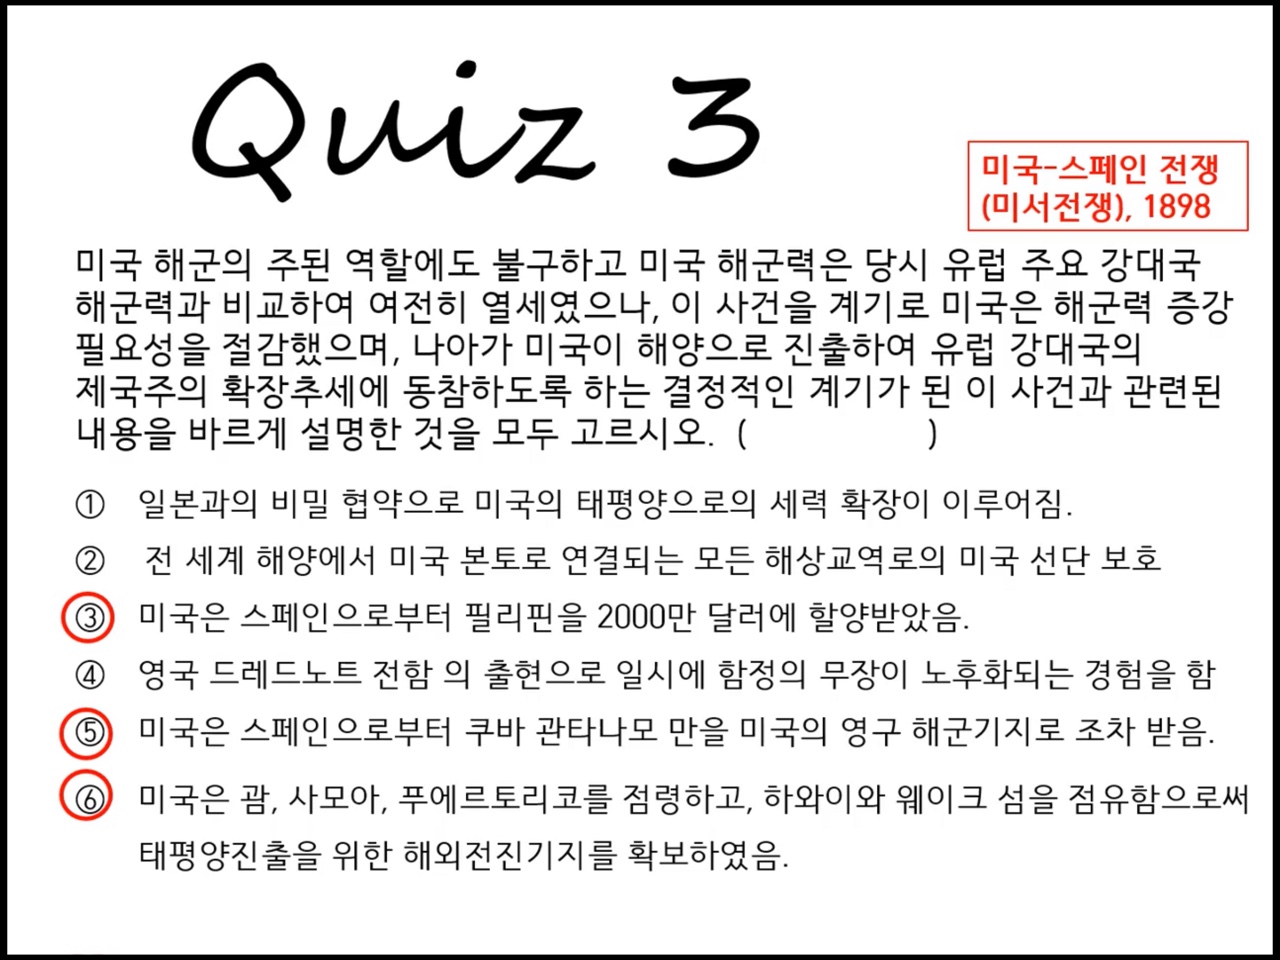 Quiz 3
미국-스페인 전쟁
(미서전쟁), 1898
미국 해군의 주된 역할에도 불구하고 미국 해군력은 당시 유럽 주요 강대국
해군력과 비교하여 여전히 열세였으나, 이 사건을 계기로 미국은 해군력 증강
필요성을 절감했으며, 나아가 미국이 해양으로 진출하여 유럽 강대국의
제국주의 확장추세에 동참하도록 하는 결정적인 계기가 된 이 사건과 관련된
내용을 바르게 설명한 것을 모두 고르시오. ( )
① 일본과의 비밀 협약으로 미국의 태평양으로의 세력 확장이 이루어짐.
② 전 세계 해양에서 미국 본토로 연결되는 모든 해상교역로의 미국 선단 보호
③ 미국은 스페인으로부터 필리핀을 2000만 달러에 할양받았음.
④ 영국 드레드노트 전함 의 출현으로 일시에 함정의 무장이 노후화되는 경험을 함
⑤ 미국은 스페인으로부터 쿠바 관타나모 만을 미국의 영구 해군기지로 조차 받음.
⑥ 미국은 괌, 사모아, 푸에르토리코를 점령하고, 하와이와 웨이크 섬을 점유함으로써
태평양진출을 위한 해외전진기지를 확보하였음.